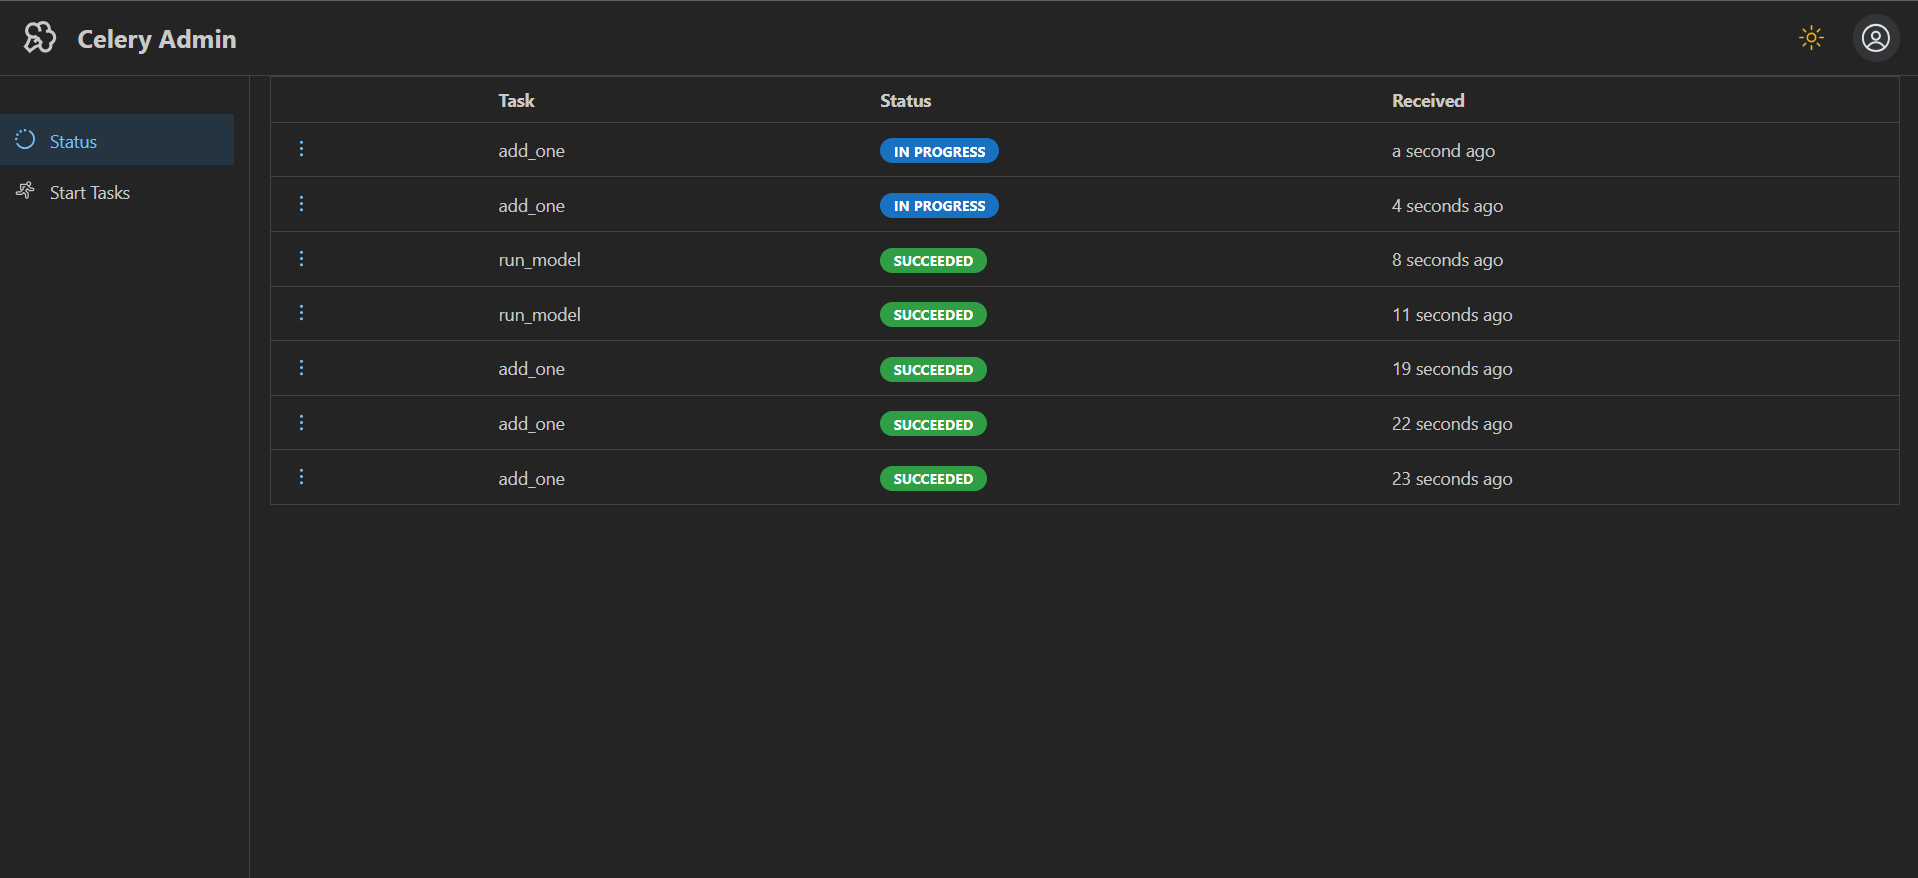 Celery Admin
Status
Start Tasks
Task Status Received
add_one IN PROGRESS a second ago
add_one IN PROGRESS 4 seconds ago
run_model SUCCEEDED 8 seconds ago
run_model SUCCEEDED 11 seconds ago
add_one SUCCEEDED 19 seconds ago
add_one SUCCEEDED 22 seconds ago
add_one SUCCEEDED 23 seconds ago